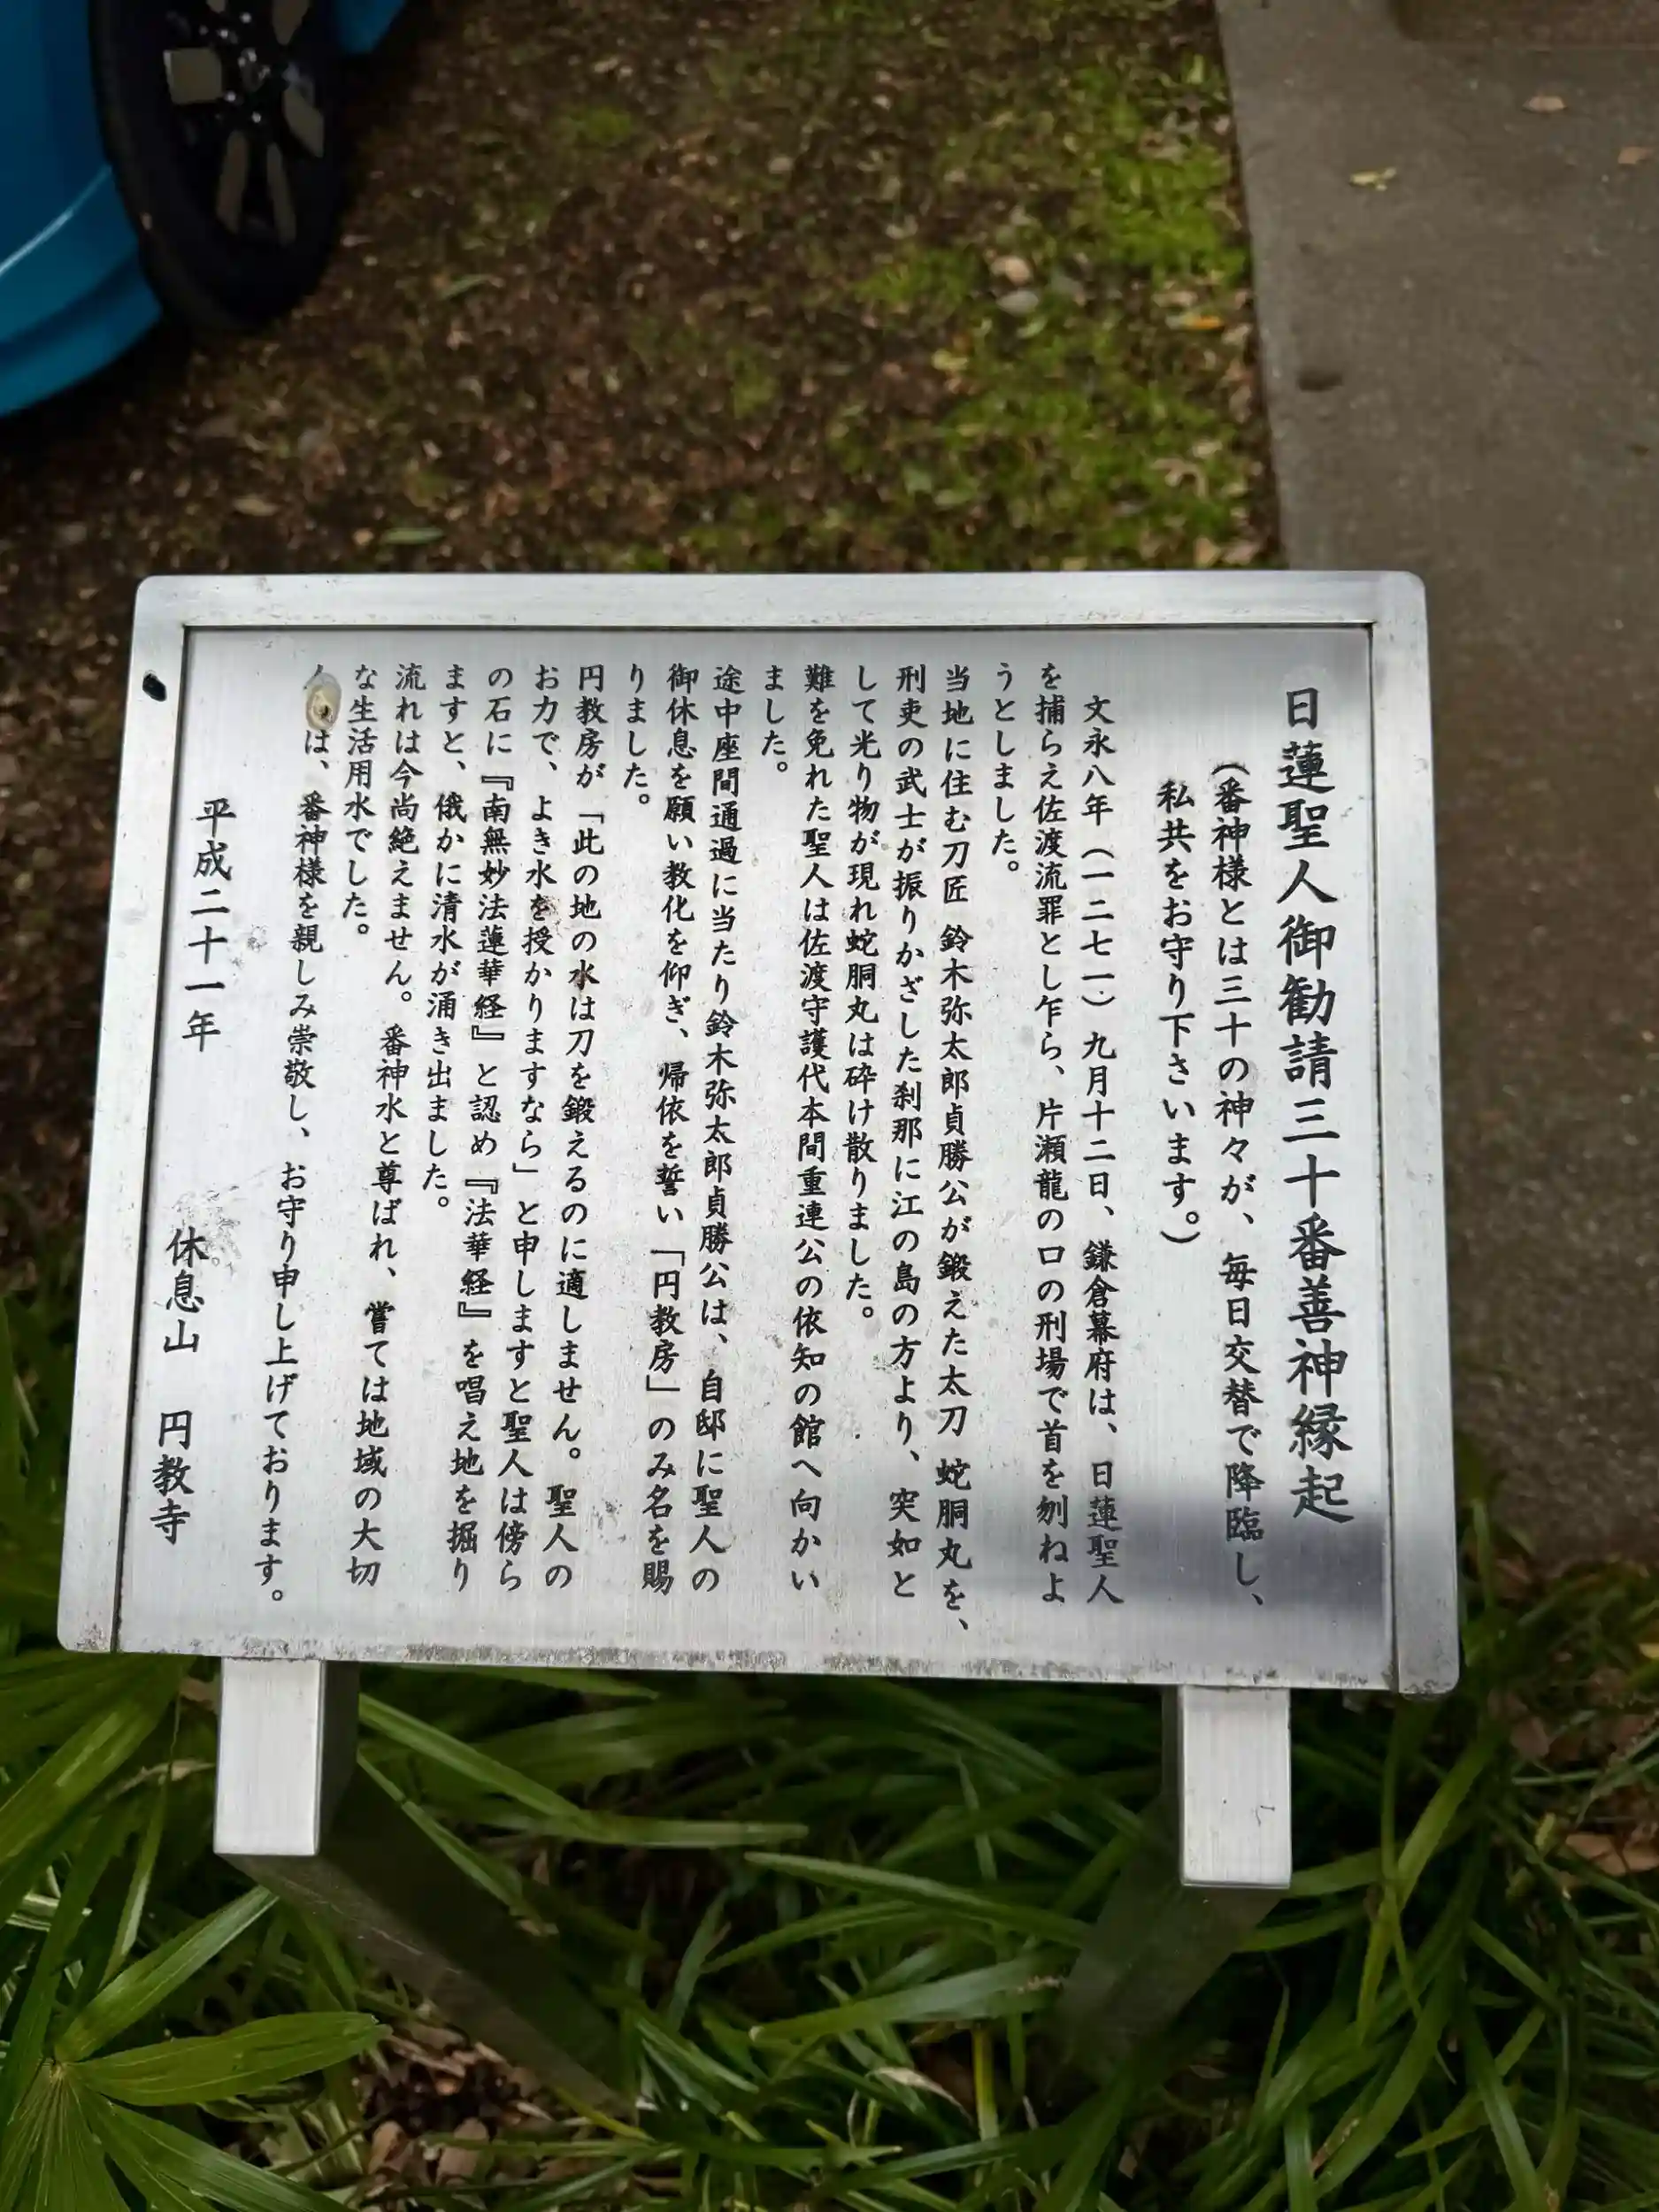 日蓮聖人御勧請三十番善神縁起
(番神様とは三十の神々が、毎日交替で降臨し、
私共をお守り下さいます。)
文永八年(一二七一)九月十二日、鎌倉幕府は、日蓮聖人
を捕らえ佐渡流罪とし乍ら、片瀬龍の口の刑場で首を刎ねよ
うとしました。
当地に住む刀匠 鈴木弥太郎貞勝公が鍛えた太刀 蛇胴丸を、
刑吏の武士が振りかざした刹那に江の島の方より、突如と
して光り物が現れ蛇胴丸は砕け散りました。
難を免れた聖人は佐渡守護代本間重連公の依知の館へ向かい
ました。
途中座間通過に当たり鈴木弥太郎貞勝公は、自邸に聖人の
御休息を願い教化を仰ぎ、帰依を誓い「円教房」のみ名を賜
りました。
円教房が「此の地の水は刀を鍛えるのに適しません。聖人の
お力で、よき水を授かりますなら」と申しますと聖人は傍ら
の石に『南無妙法蓮華経』と認め『法華経』を唱え地を掘り
ますと、俄かに清水が涌き出ました。
流れは今尚絶えません。番神水と尊ばれ、嘗ては地域の大切
な生活用水でした。
は、番神様を親しみ崇敬し、お守り申し上げております。
平成二十一年
休息山 円教寺